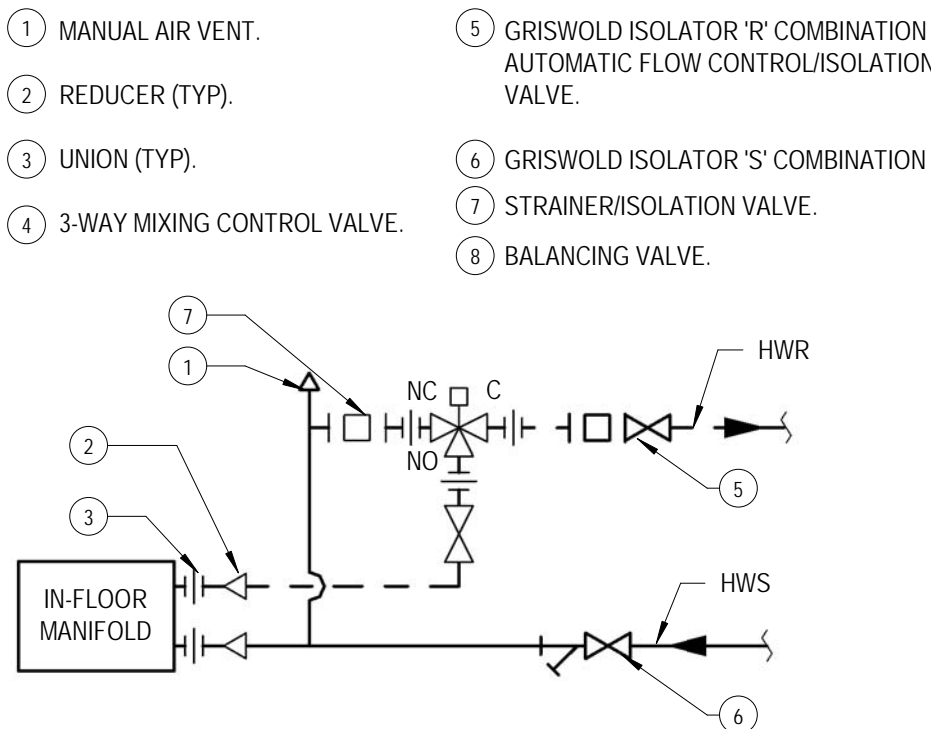 1 MANUAL AIR VENT.
2 REDUCER (TYP).
3 UNION (TYP).
4 3-WAY MIXING CONTROL VALVE.
5 GRISWOLD ISOLATOR 'R' COMBINATION
AUTOMATIC FLOW CONTROL/ISOLATION
VALVE.
6 GRISWOLD ISOLATOR 'S' COMBINATION
7 STRAINER/ISOLATION VALVE.
8 BALANCING VALVE.
7
HWR
1
NC C
NO
2
5
3
HWS
IN-FLOOR
MANIFOLD
6